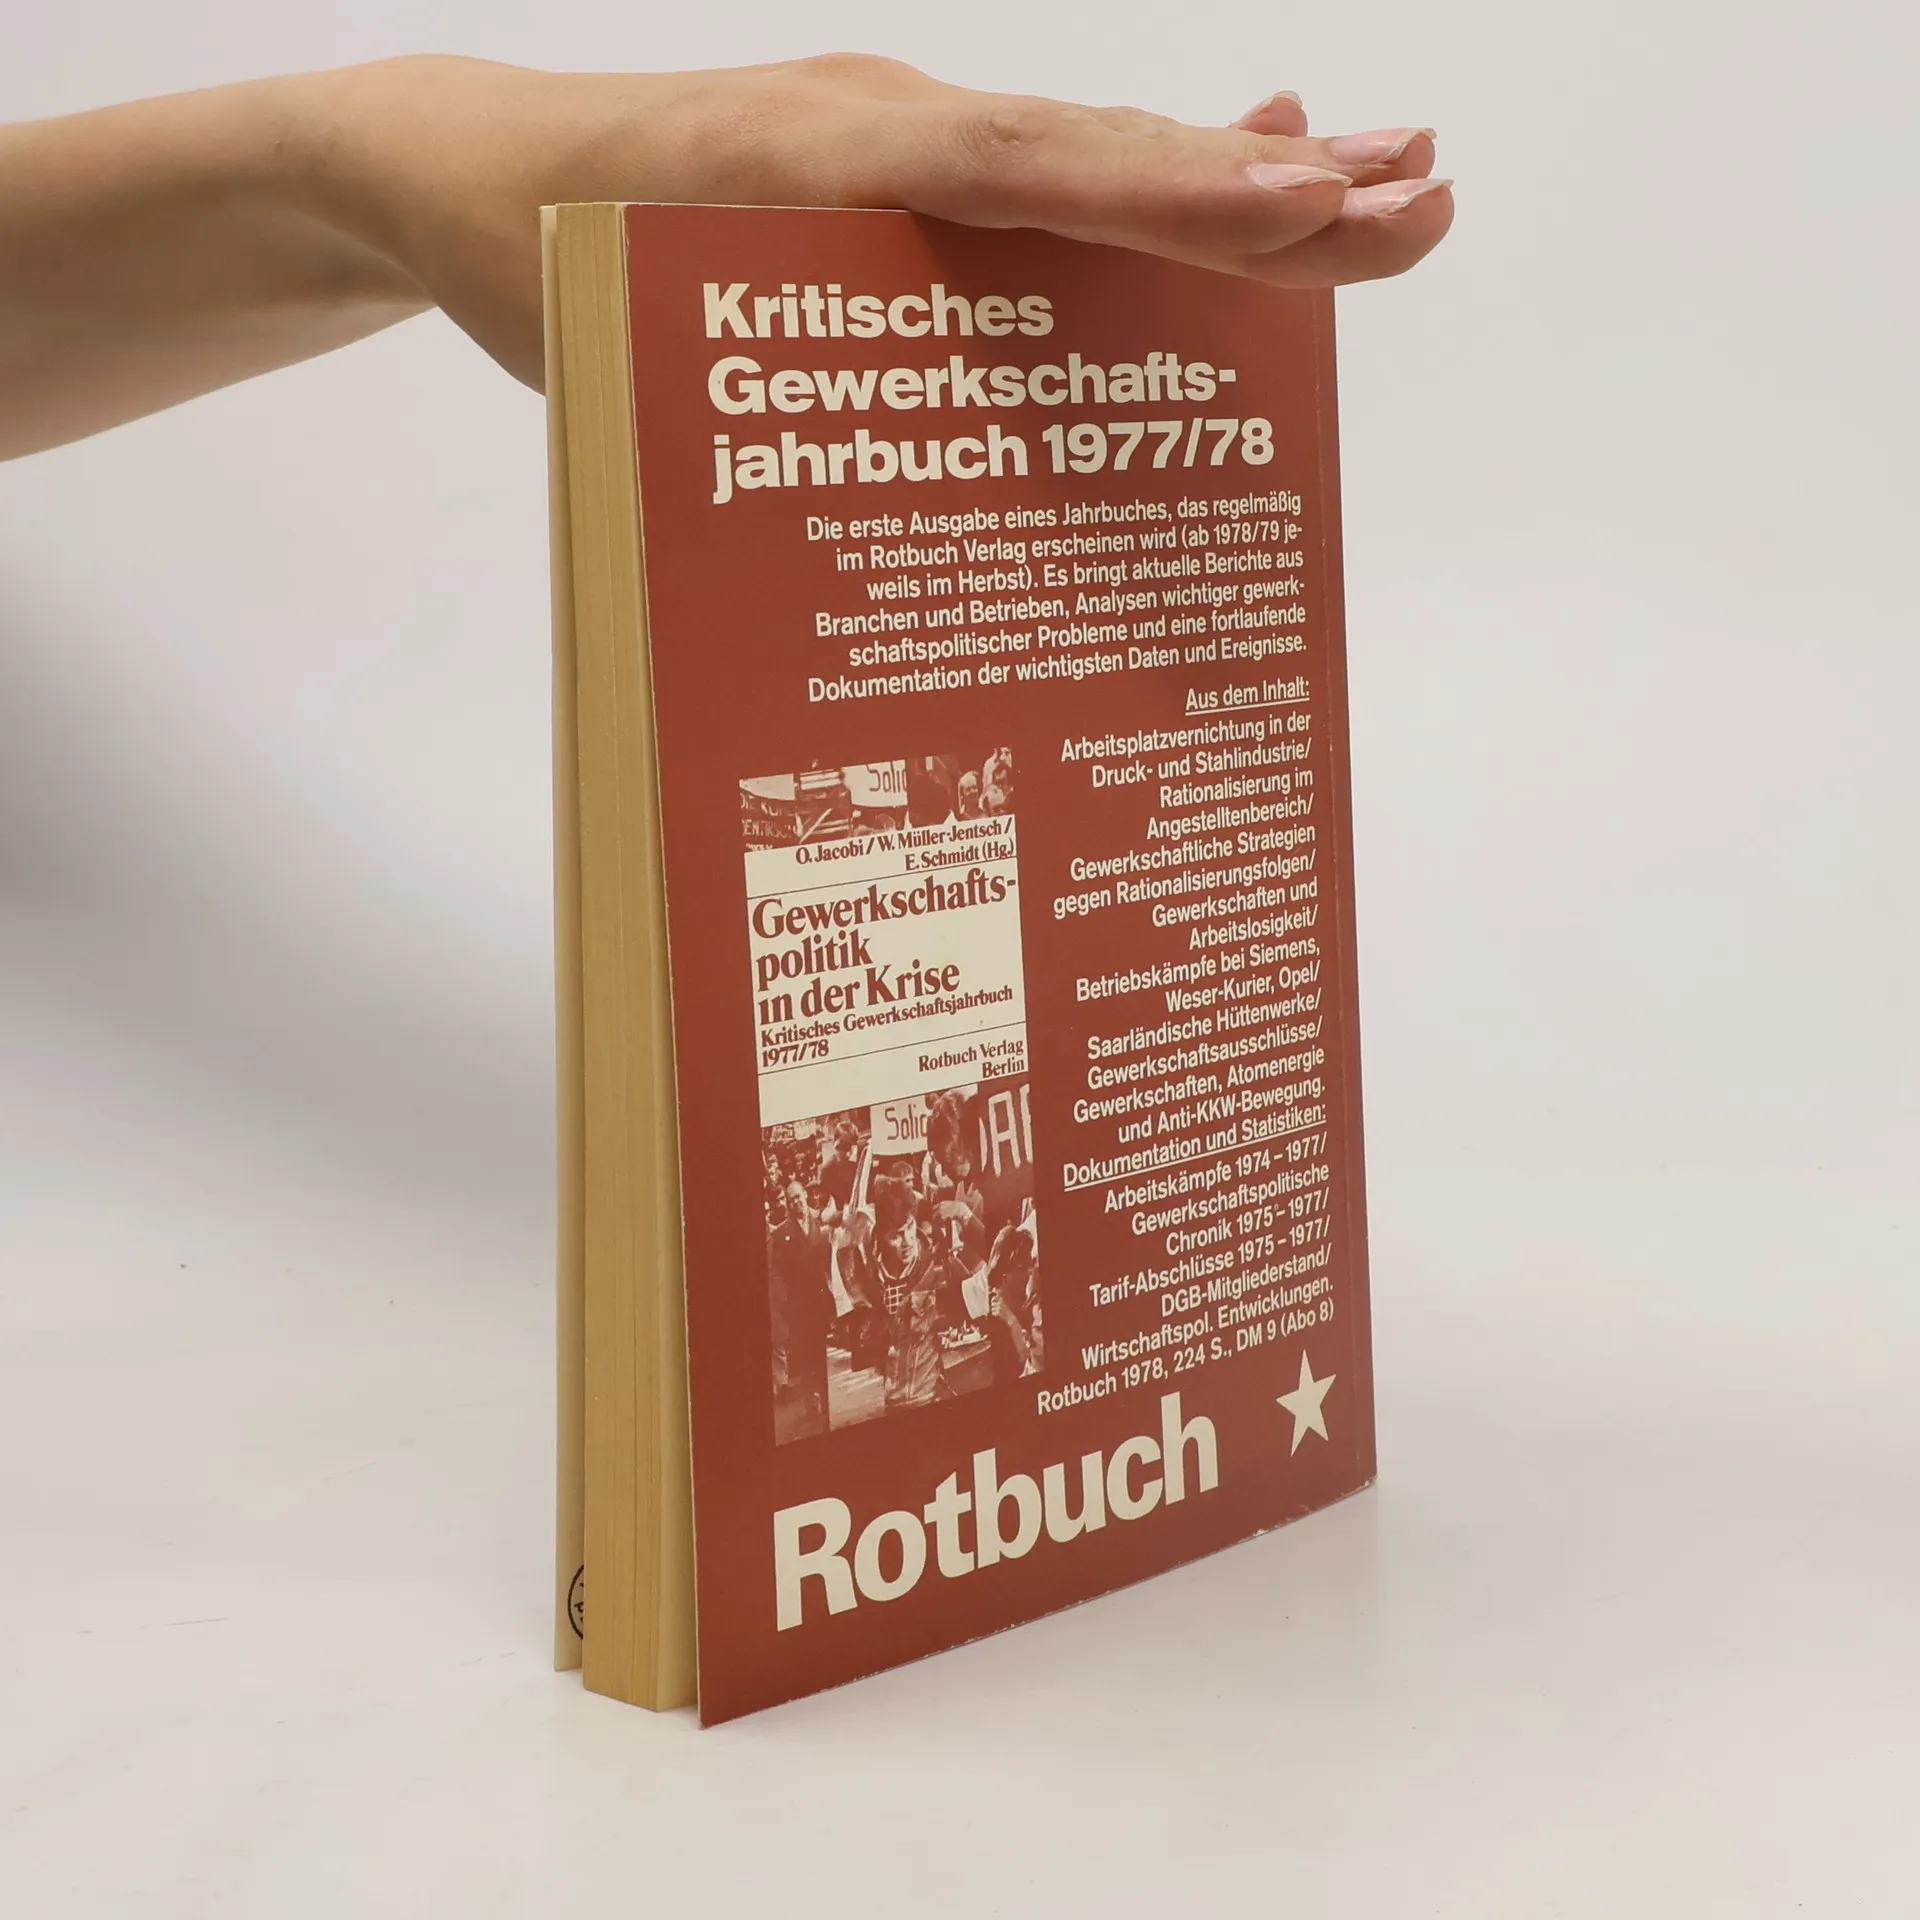 Kritisches
Gewerkschafts-
jahrbuch 1977/78
Die erste Ausgabe eines Jahrbuches, das regelmäßig
im Rotbuch Verlag erscheinen wird (ab 1978/79 je-
weils im Herbst). Es bringt aktuelle Berichte aus
Branchen und Betrieben, Analysen wichtiger gewerk-
schaftspolitischer Probleme und eine fortlaufende
Dokumentation der wichtigsten Daten und Ereignisse.
Aus dem Inhalt:
Arbeitsplatzvernichtung in der
Druck- und Stahlindustrie/
Rationalisierung im
Angestelltenbereich/
Gewerkschaftliche Strategien
gegen Rationalisierungsfolgen/
Gewerkschaften und
Arbeitslosigkeit/
Betriebskämpfe bei Siemens,
Weser-Kurier, Opel/
Saarländische Hüttenwerke/
Gewerkschaftsausschlüsse/
Gewerkschaften, Atomenergie
und Anti-KKW-Bewegung.
Dokumentation und Statistiken:
Arbeitskämpfe 1974-1977/
Gewerkschaftspolitische
Chronik 1975-1977/
Tarif-Abschlüsse 1975-1977/
DGB-Mitgliederstand/
Wirtschaftspol. Entwicklungen.
Rotbuch 1978, 224 S., DM 9 (Abo 8)
Solid
O. Jacobi / W. Müller-Jentsch /
E. Schmidt (Hg.)
Gewerkschafts-
politik
in der Krise
Kritisches Gewerkschaftsjahrbuch
1977/78
Rotbuch Verlag
Berlin
Solid
Rotbuch